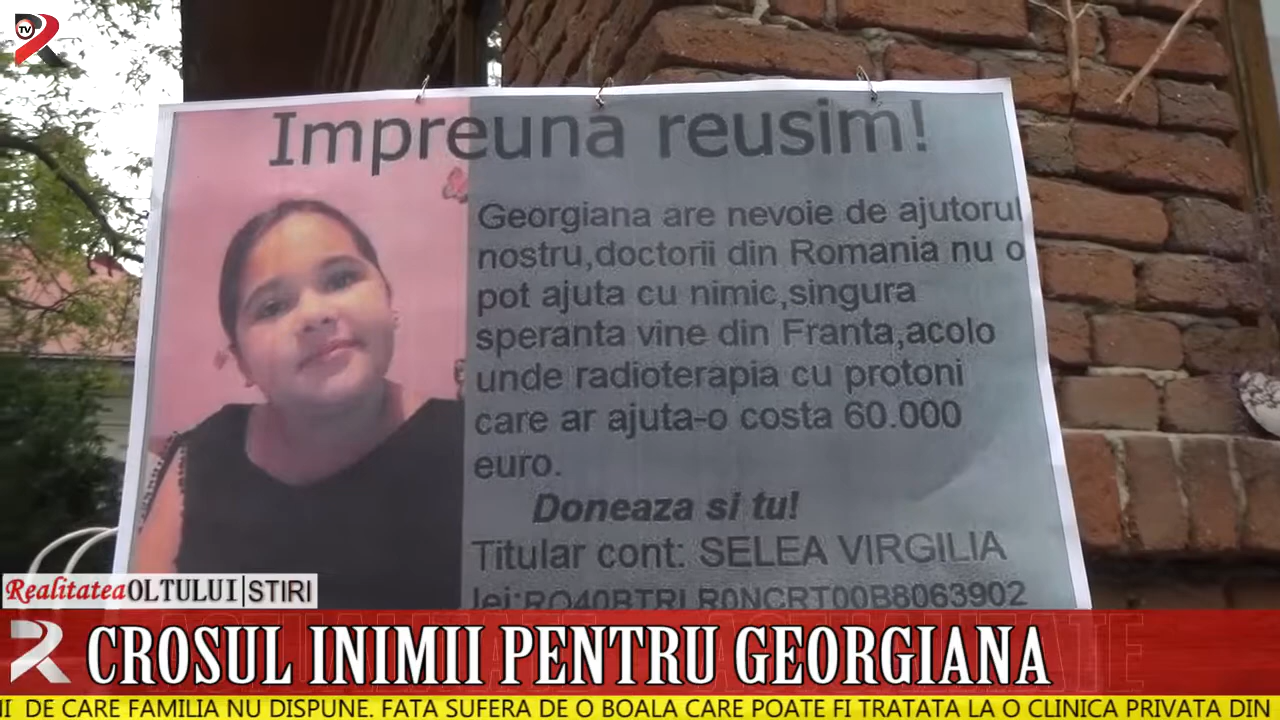 TV
Impreuna reusim!
Georgiana are nevoie de ajutorul
nostru,doctorii din Romania nu o
pot ajuta cu nimic,singura
speranta vine din Franta,acolo
unde radioterapia cu protoni
care ar ajuta-o costa 60.000
euro.
Doneaza si tu!
Titular cont: SELEA VIRGILIA
lei:RO40BTRLR0NCRT00B8063902
RealitateaOLTULUI|STIRI
CROSUL INIMII PENTRU GEORGIANA
DE CARE FAMILIA NU DISPUNE. FATA SUFERA DE O BOALA CARE POATE FI TRATATA LA O CLINICA PRIVATA DIN